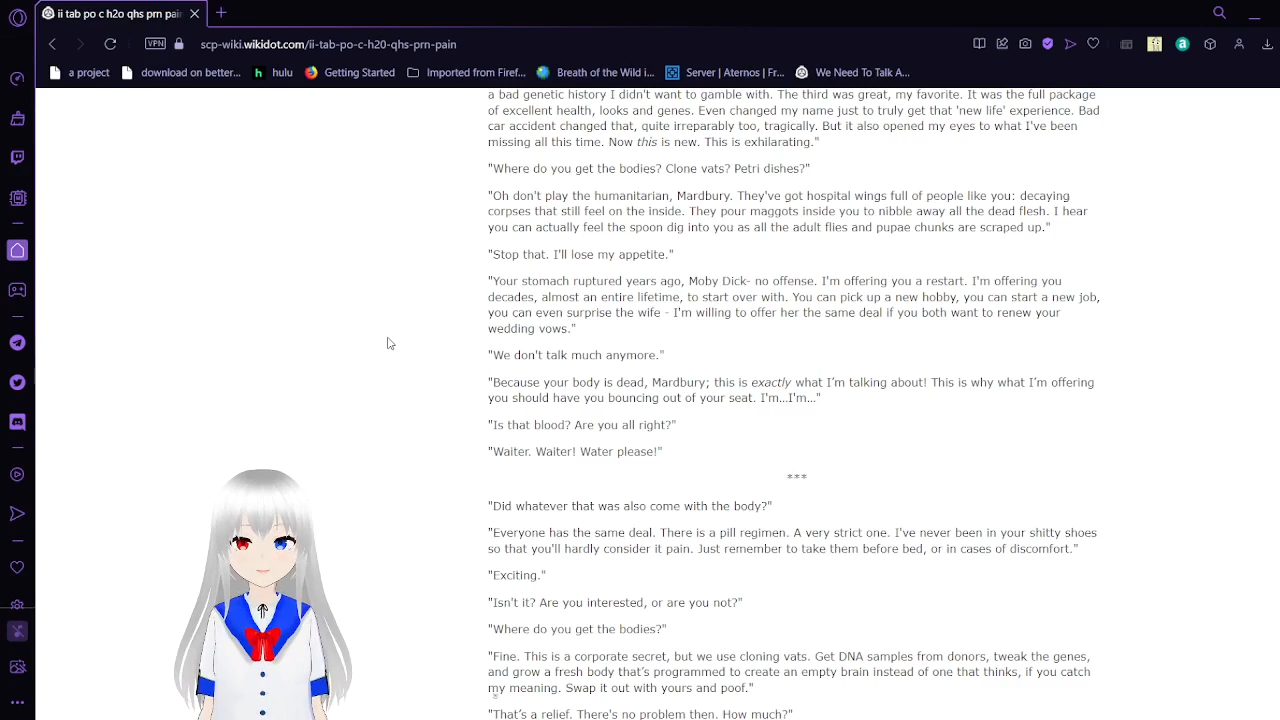 ii tab po c h2o qhs prn pain
VPN scp-wiki.wikidot.com/ii-tab-po-c-h20-qhs-prn-pain
a project download on better... hulu Getting Started Imported from Firef... Breath of the Wild i... Server | Aternos | Fr... We Need To Talk A...
a bad genetic history I didn't want to gamble with. The third was great, my favorite. It was the full package
of excellent health, looks and genes. Even changed my name just to truly get that 'new life' experience. Bad
car accident changed that, quite irreparably too, tragically. But it also opened my eyes to what I've been
missing all this time. Now this is new. This is exhilarating."
"Where do you get the bodies? Clone vats? Petri dishes?"
"Oh don't play the humanitarian, Mardbury. They've got hospital wings full of people like you: decaying
corpses that still feel on the inside. They pour maggots inside you to nibble away all the dead flesh. I hear
you can actually feel the spoon dig into you as all the adult flies and pupae chunks are scraped up."
"Stop that. I'll lose my appetite."
"Your stomach ruptured years ago, Moby Dick- no offense. I'm offering you a restart. I'm offering you
decades, almost an entire lifetime, to start over with. You can pick up a new hobby, you can start a new job,
you can even surprise the wife - I'm willing to offer her the same deal if you both want to renew your
wedding vows."
"We don't talk much anymore."
"Because your body is dead, Mardbury; this is exactly what I'm talking about! This is why what I'm offering
you should have you bouncing out of your seat. I'm...I'm..."
"Is that blood? Are you all right?"
"Waiter. Waiter! Water please!"
***
"Did whatever that was also come with the body?"
"Everyone has the same deal. There is a pill regimen. A very strict one. I've never been in your shitty shoes
so that you'll hardly consider it pain. Just remember to take them before bed, or in cases of discomfort."
"Exciting."
"Isn't it? Are you interested, or are you not?"
"Where do you get the bodies?"
"Fine. This is a corporate secret, but we use cloning vats. Get DNA samples from donors, tweak the genes,
and grow a fresh body that's programmed to create an empty brain instead of one that thinks, if you catch
my meaning. Swap it out with yours and poof."
"That's a relief. There's no problem then. How much?"